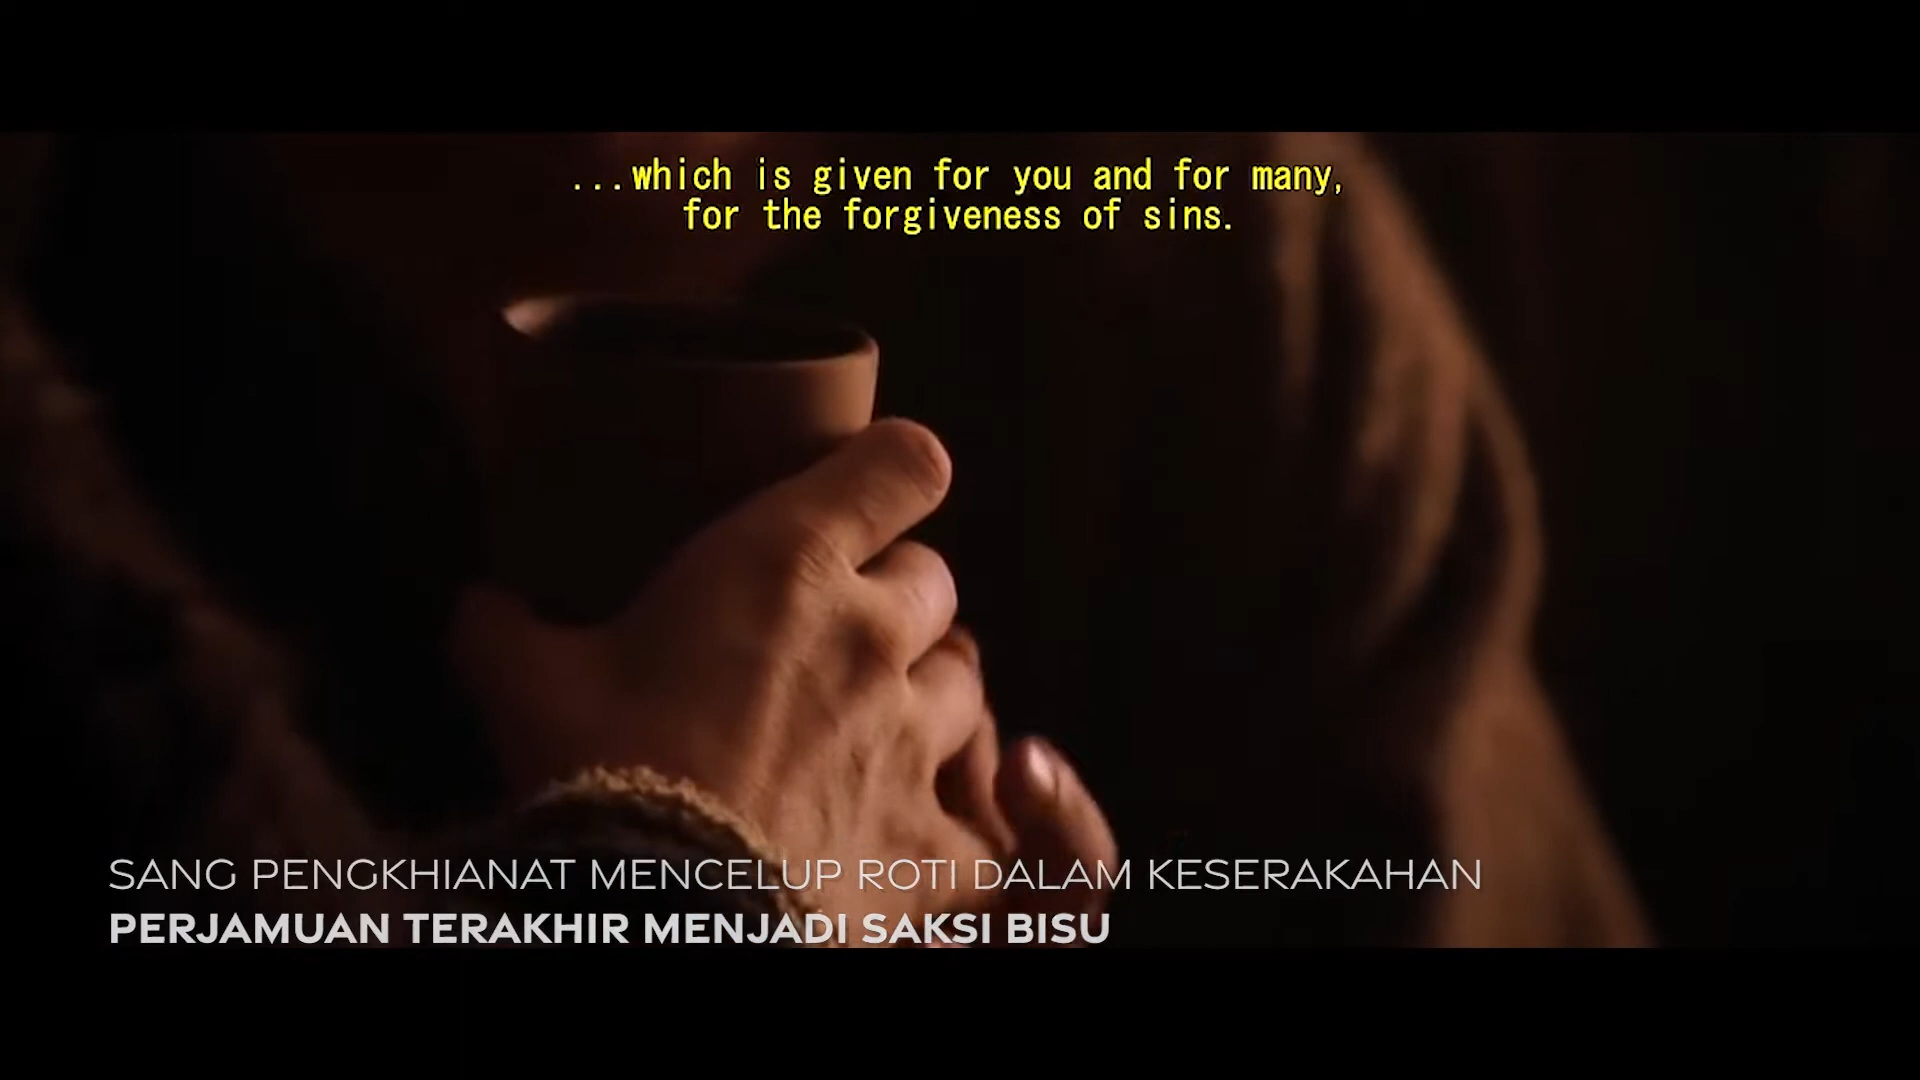 ...which is given for you and for many,
for the forgiveness of sins.
SANG PENGKHIANAT MENCELUP ROTI DALAM KESERAKAHAN
PERJAMUAN TERAKHIR MENJADI SAKSI BISU